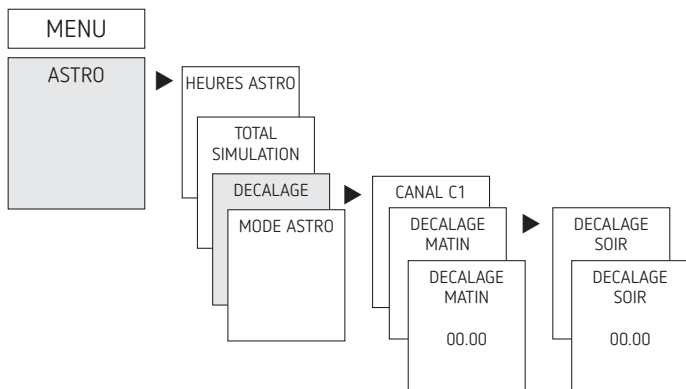 MENU
ASTRO
HEURES ASTRO
TOTAL
SIMULATION
DECALAGE
MODE ASTRO
CANAL C1
DECALAGE
MATIN
DECALAGE
MATIN
00.00
DECALAGE
SOIR
DECALAGE
SOIR
00.00